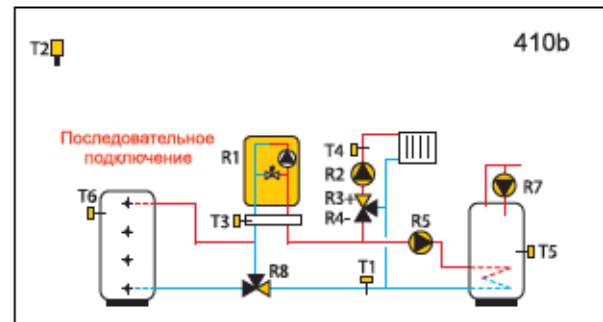 T2
410b
Последовательное
подключение
R1
T4
R2
R3+
R4-
R7
T6
T3
R5
T5
R8
T1